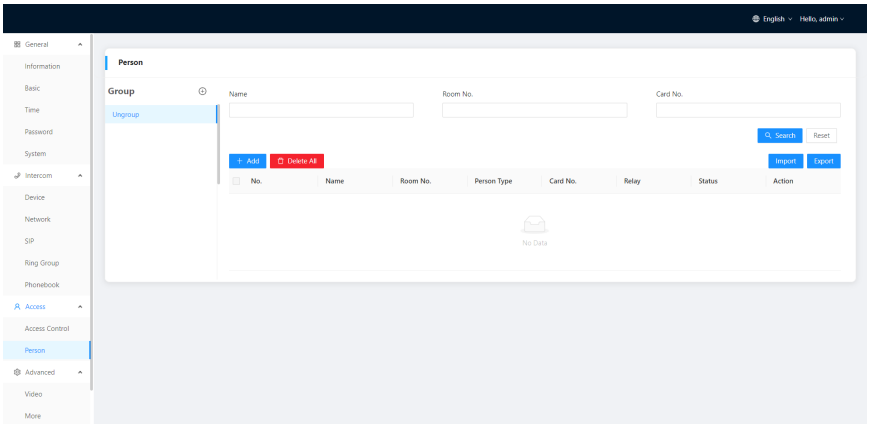 English Hello, admin
General
Information
Basic
Time
Password
System
Intercom
Device
Network
SIP
Ring Group
Phonebook
Access
Access Control
Person
Advanced
Video
More
Person
Group
Ungroup
Name Room No. Card No.
Search Reset
+ Add Delete All Import Export
No. Name Room No. Person Type Card No. Relay Status Action
No Data